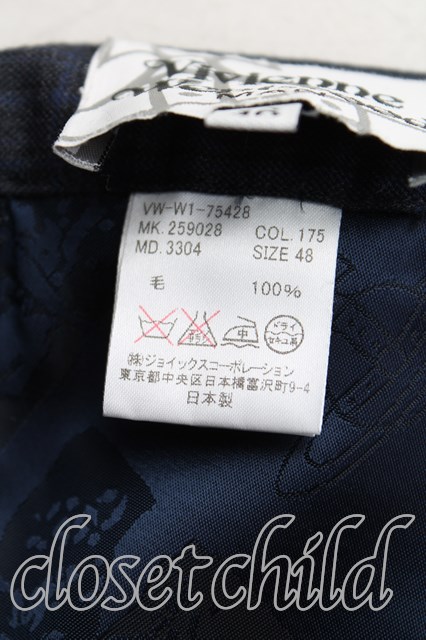 Vivienne
VW-W1-75428
MK. 259028 COL. 175
MD. 3304 SIZE 48
毛 100%
中 ドライ セキユ系
(株)ジョイックスコーポレーション
東京都中央区日本橋富沢町9-4
日本製
closetchild